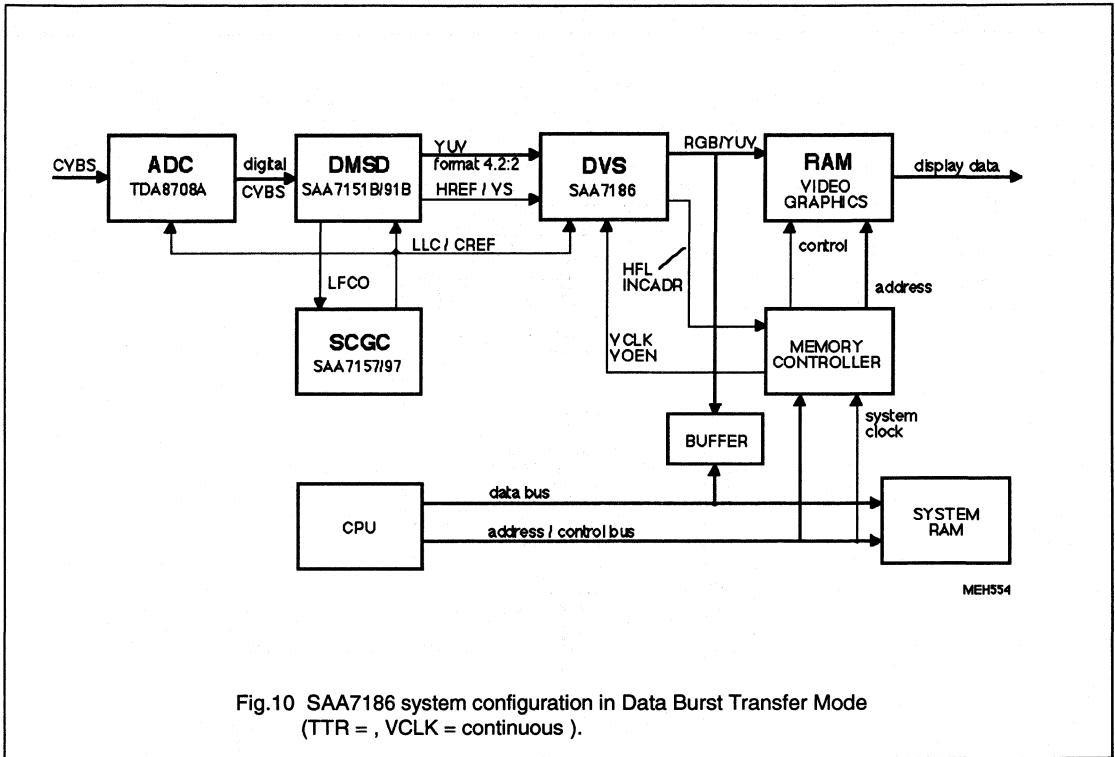 CVBS
ADC
TDA8708A
digital
CVBS
DMSD
SAA7151B/91B
YUV
format 4.2:2
HREF / VS
DVS
SAA7186
RGB/YUV
RAM
VIDEO
GRAPHICS
display data
LLC / CREF
LFCO
SCGC
SAA7157/97
HFL
INCADR
control
address
VCLK
VOEN
MEMORY
CONTROLLER
BUFFER
system
clock
CPU
data bus
address / control bus
SYSTEM
RAM
MEH554
Fig.10 SAA7186 system configuration in Data Burst Transfer Mode
(TTR = , VCLK = continuous ).